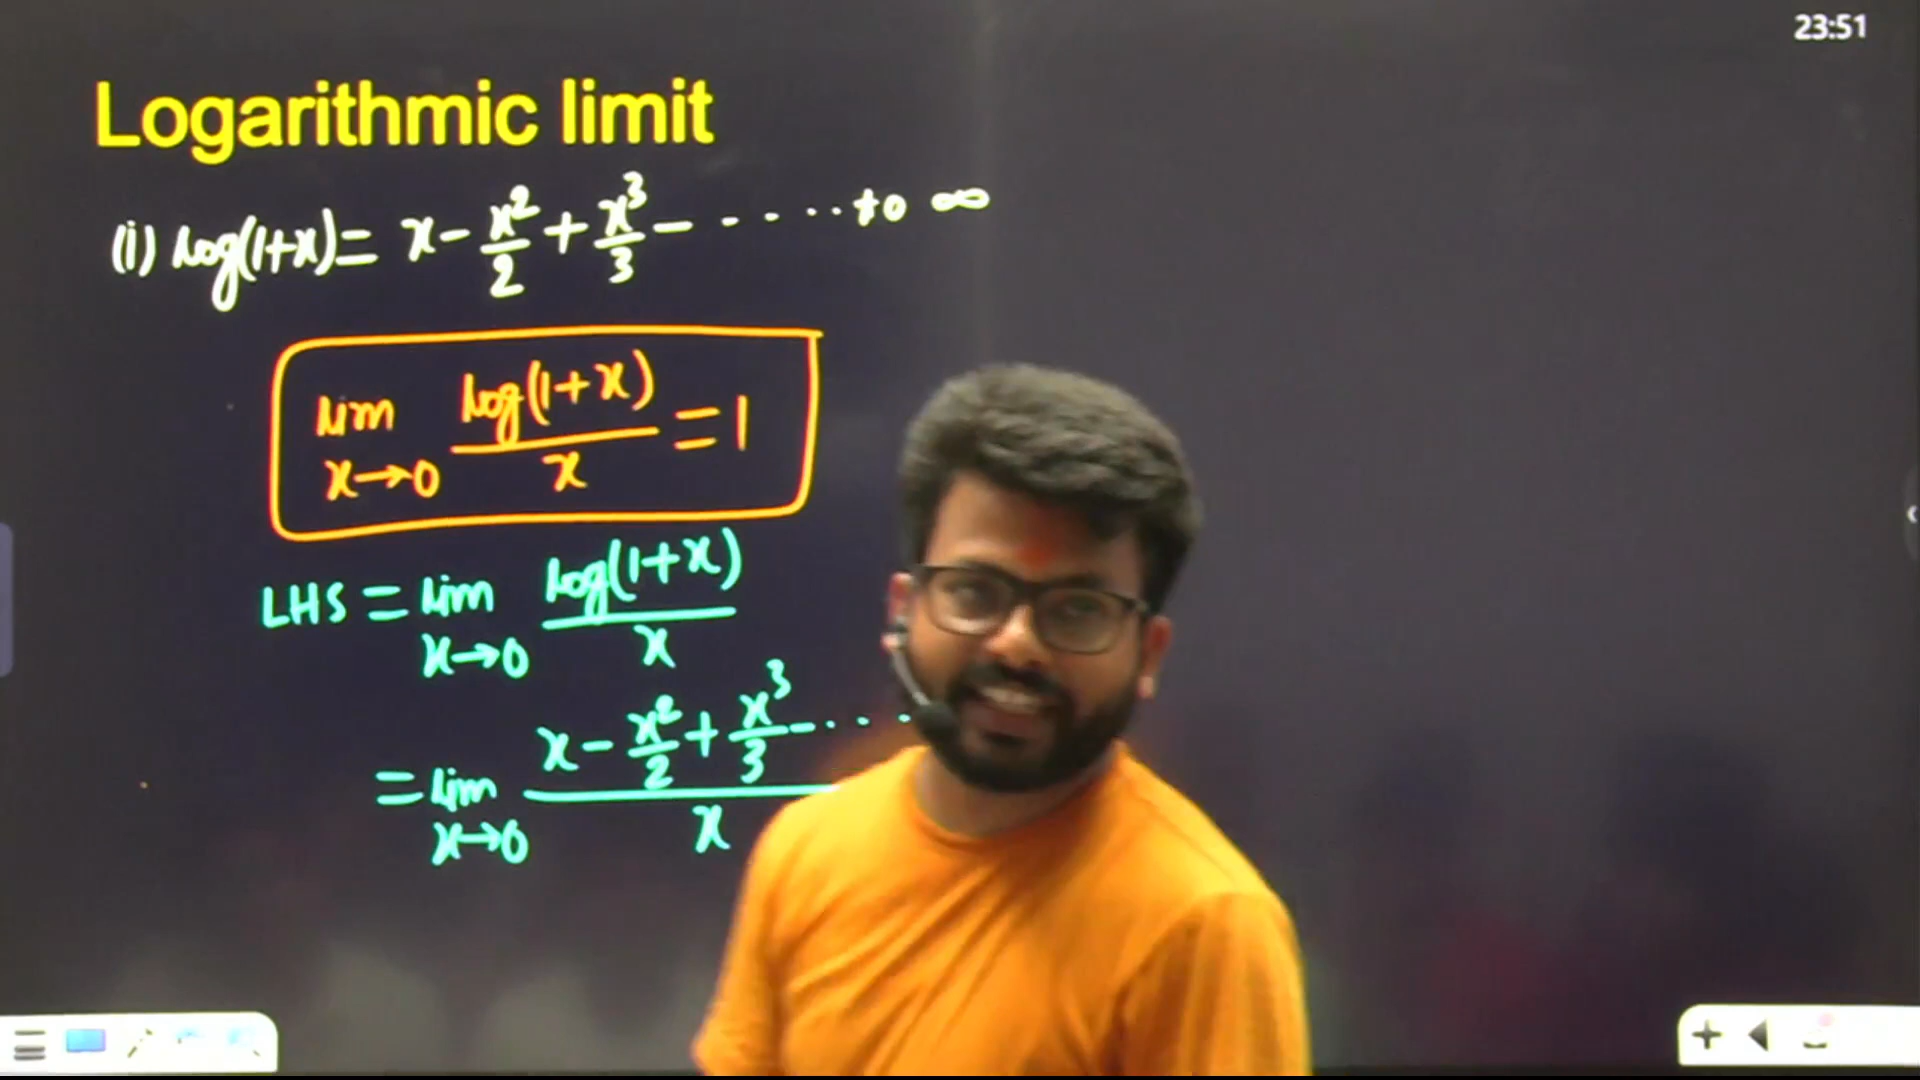 23:51
Logarithmic limit
(i) log(1+x) = x - x²/2 + x³/3 - ..... to ∞
lim x→0 log(1+x)/x = 1
LHS = lim x→0 log(1+x)/x
= lim x→0 (x - x²/2 + x³/3 - ....)/x